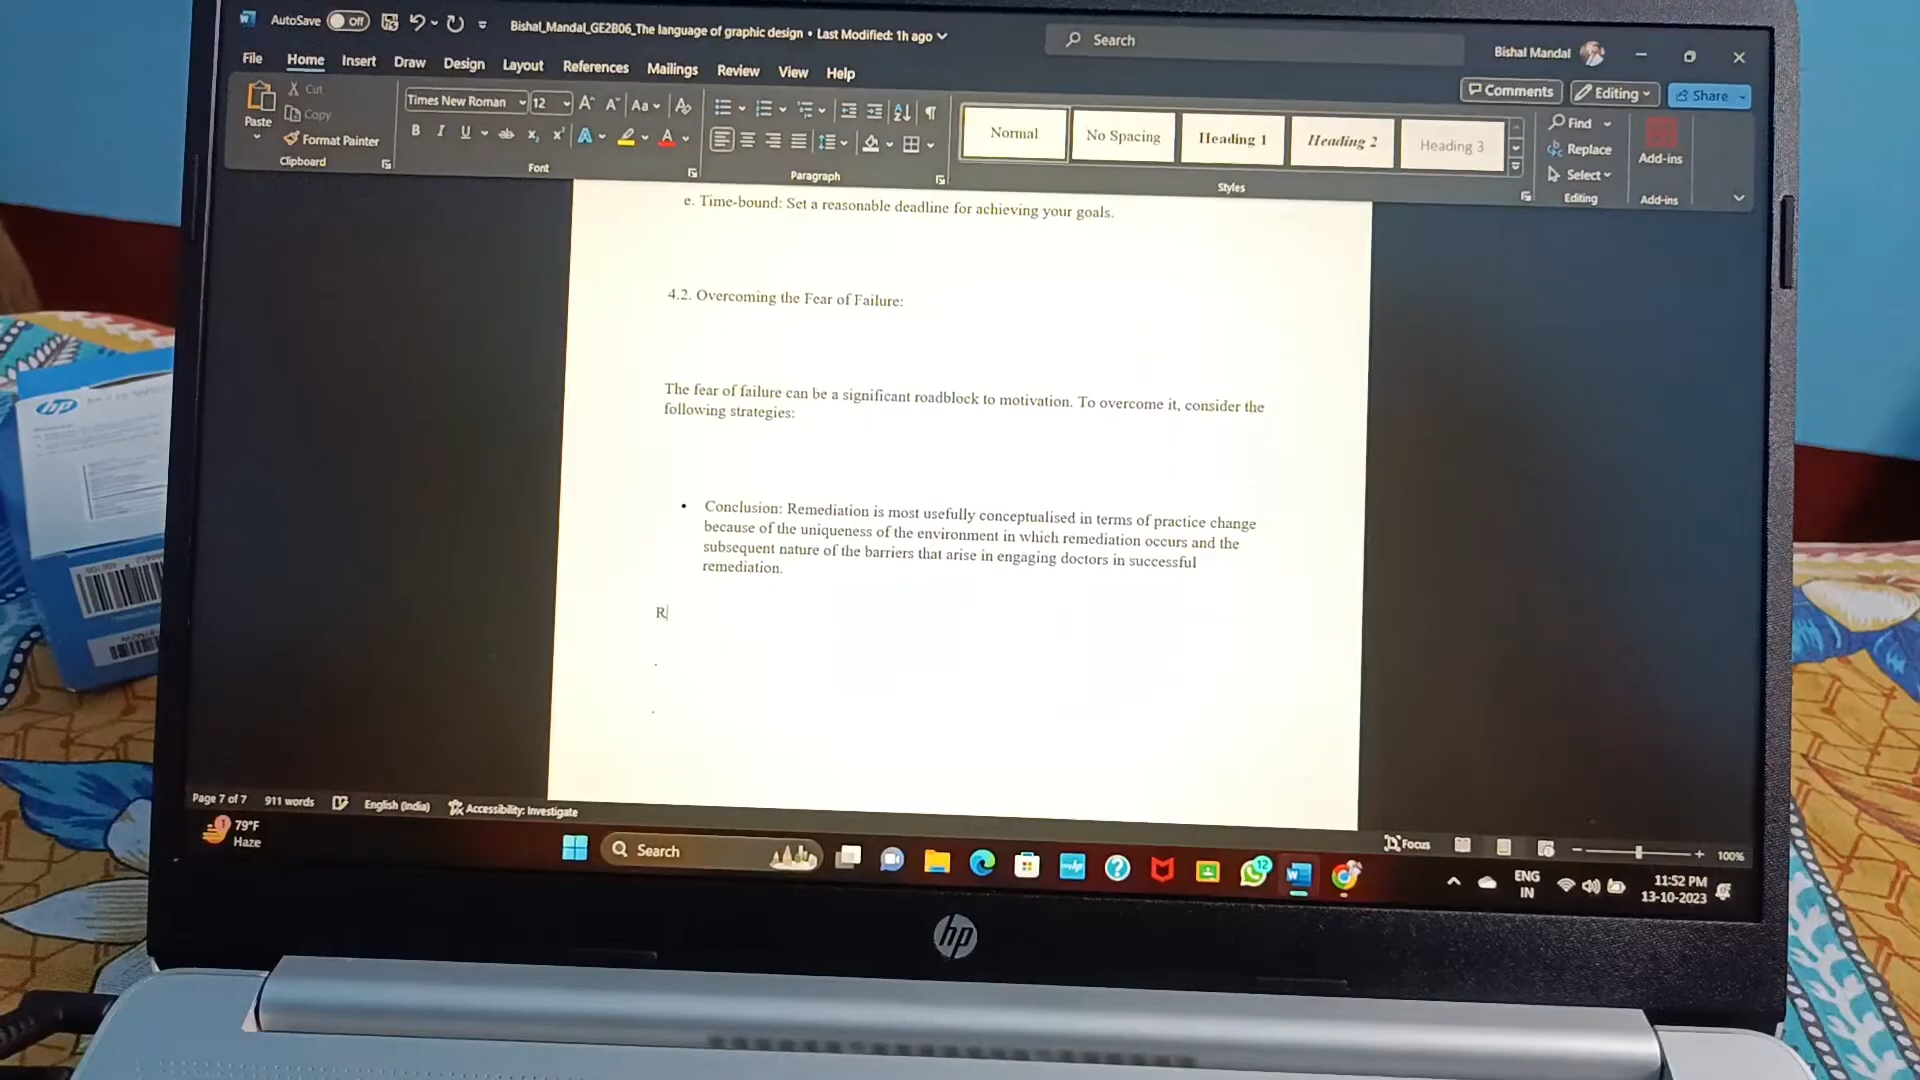 AutoSave Off Bishal_Mandal_GE2B06_The language of graphic design • Last Modified: 1h ago Search Bishal Mandal
File Home Insert Draw Design Layout References Mailings Review View Help Comments Editing Share
Paste Cut
Copy
Format Painter
Clipboard
Times New Roman 12 Aa
B I U ab x₂ x² A A
Font
Paragraph
Normal No Spacing Heading 1 Heading 2 Heading 3
Styles
Find
Replace
Select
Editing
Add-ins
Add-ins
e. Time-bound: Set a reasonable deadline for achieving your goals.
4.2. Overcoming the Fear of Failure:
The fear of failure can be a significant roadblock to motivation. To overcome it, consider the
following strategies:
• Conclusion: Remediation is most usefully conceptualised in terms of practice change
because of the uniqueness of the environment in which remediation occurs and the
subsequent nature of the barriers that arise in engaging doctors in successful
remediation.
R
.
.
Page 7 of 7 911 words English (India) Accessibility: Investigate
Focus 100%
1 79°F
Haze
Search
12
ENG
IN
11:52 PM
13-10-2023
hp
hp